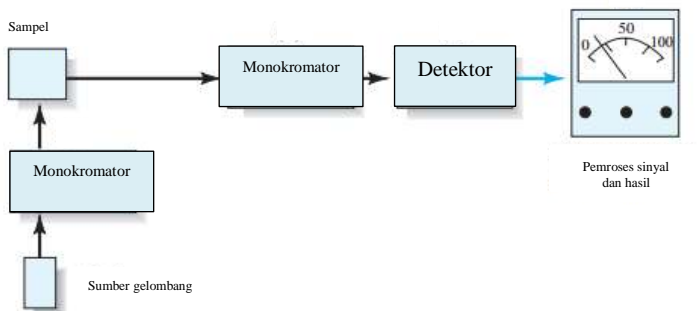 Sampel
Monokromator
Detektor
0
50
100
Monokromator
Pemroses sinyal
dan hasil
Sumber gelombang